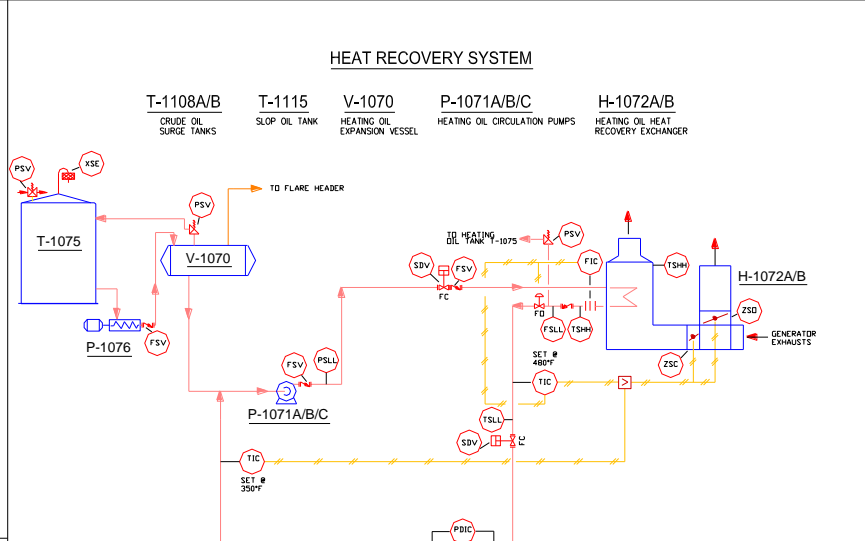 HEAT RECOVERY SYSTEM
T-1108A/B
CRUDE OIL
SURGE TANKS
T-1115
SLOP OIL TANK
V-1070
HEATING OIL
EXPANSION VESSEL
P-1071A/B/C
HEATING OIL CIRCULATION PUMPS
H-1072A/B
HEATING OIL HEAT
RECOVERY EXCHANGER
PSV
XSE
T-1075
PSV
TO FLARE HEADER
V-1070
P-1076
FSV
TO HEATING
OIL TANK T-1075
PSV
SDV
FSV
FC
FIC
TSHH
H-1072A/B
FO
FSLL
TSHH
ZSO
ZSC
GENERATOR
EXHAUSTS
FSV
PSLL
P-1071A/B/C
SET @
480°F
TIC
>
TSLL
SDV
FC
TIC
SET @
350°F
PDIC